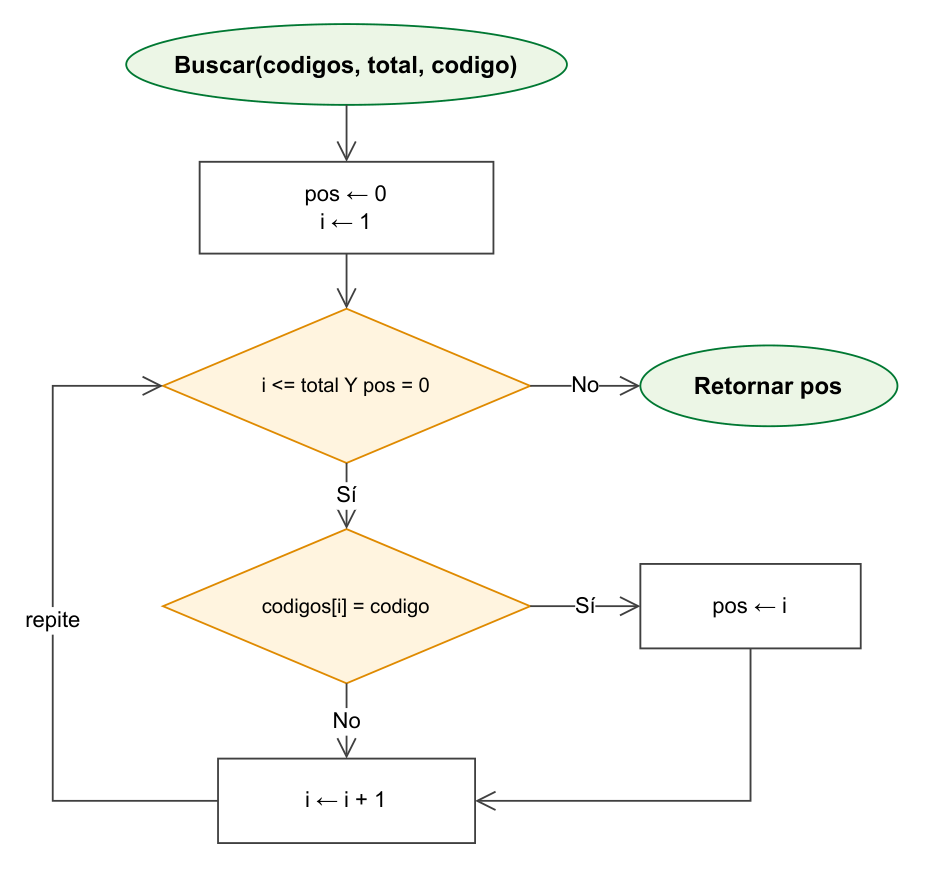 Buscar(codigos, total, codigo)
pos ← 0
i ← 1
i <= total Y pos = 0
No
Retornar pos
Sí
codigos[i] = codigo
Sí
pos ← i
repite
No
i ← i + 1